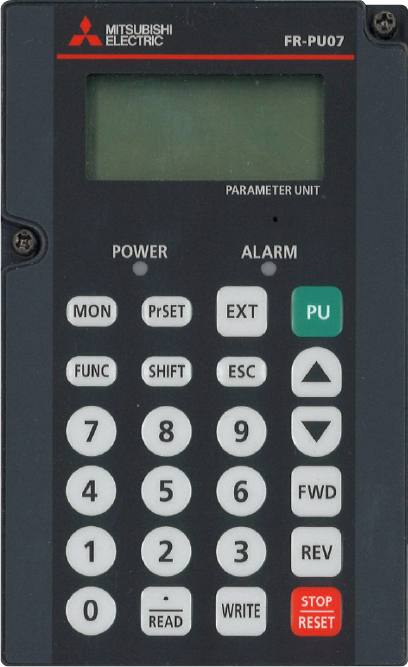 MITSUBISHI
ELECTRIC
FR-PU07
PARAMETER UNIT
POWER ALARM
MON PrSET EXT PU
FUNC SHIFT ESC
7 8 9
4 5 6 FWD
1 2 3 REV
0 . READ WRITE STOP RESET